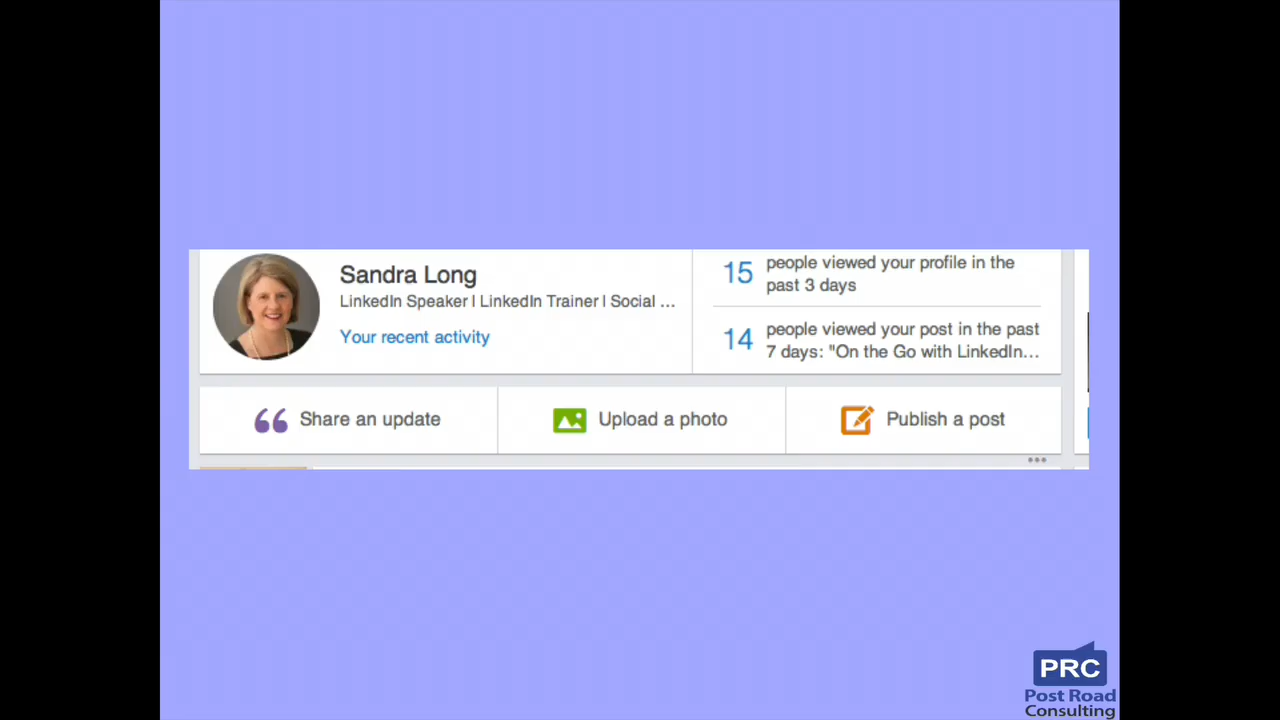 Sandra Long
LinkedIn Speaker l LinkedIn Trainer l Social ...
Your recent activity
15 people viewed your profile in the
past 3 days
14 people viewed your post in the past
7 days: "On the Go with LinkedIn...
Share an update
Upload a photo
Publish a post
PRC
Post Road
Consulting